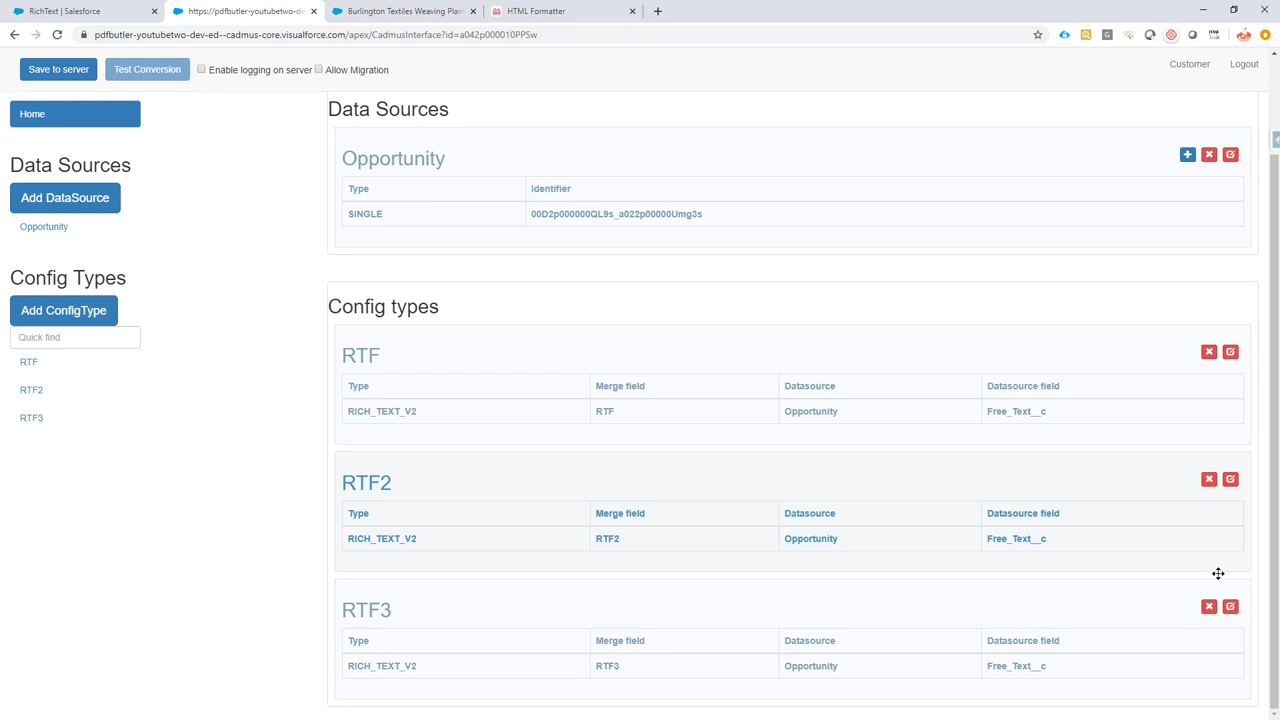 RichText | Salesforce
https://pdfbutler-youtubetwo-de
Burlington Textiles Weaving Plant
HTML Formatter
pdfbutler-youtubetwo-dev-ed--cadmus-core.visualforce.com/apex/CadmusInterface?id=a042p000010PPSw
Save to server
Test Conversion
Enable logging on server
Allow Migration
Customer
Logout
Home
Data Sources
Add DataSource
Opportunity
Config Types
Add ConfigType
Quick find
RTF
RTF2
RTF3
Data Sources
Opportunity
Type Identifier
SINGLE 00D2p000000QL9s_a022p00000Umg3s
Config types
RTF
Type Merge field Datasource Datasource field
RICH_TEXT_V2 RTF Opportunity Free_Text__c
RTF2
Type Merge field Datasource Datasource field
RICH_TEXT_V2 RTF2 Opportunity Free_Text__c
RTF3
Type Merge field Datasource Datasource field
RICH_TEXT_V2 RTF3 Opportunity Free_Text__c